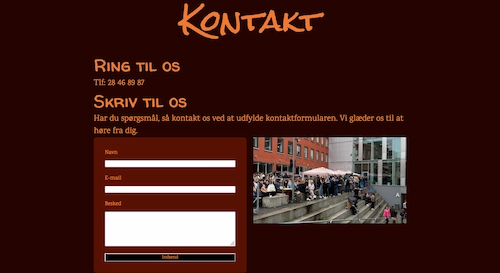 Kontakt
Ring til os
Tlf: 28 46 89 87
Skriv til os
Har du spørgsmål, så kontakt os ved at udfylde kontaktformularen. Vi glæder os til at
høre fra dig.
Navn
E-mail
Besked
Indsend